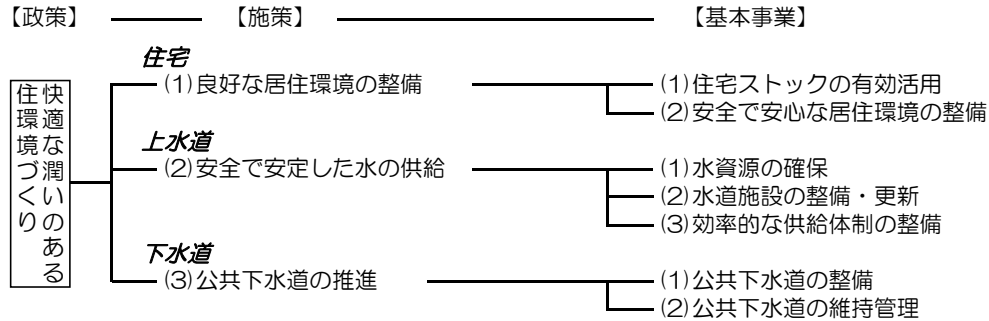 【政策】 【施策】 【基本事業】
快適な潤いのある
住環境づくり
住宅
(1)良好な居住環境の整備
(1)住宅ストックの有効活用
(2)安全で安心な居住環境の整備
上水道
(2)安全で安定した水の供給
(1)水資源の確保
(2)水道施設の整備・更新
(3)効率的な供給体制の整備
下水道
(3)公共下水道の推進
(1)公共下水道の整備
(2)公共下水道の維持管理